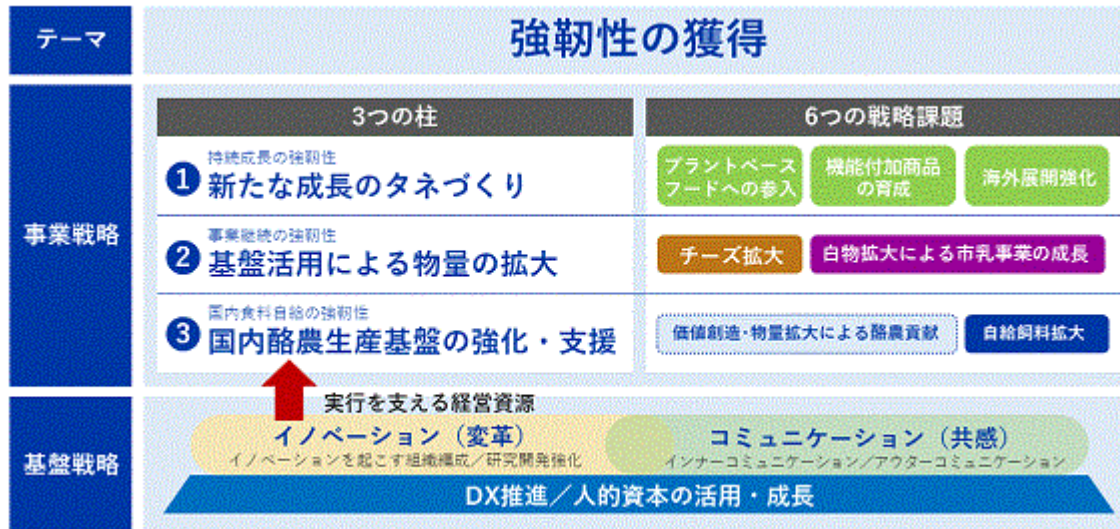 テーマ
強靭性の獲得
事業戦略
3つの柱
6つの戦略課題
1
持続成長の強靭性
新たな成長のタネづくり
プラントベース
フードへの参入
機能付加商品
の育成
海外展開強化
2
事業継続の強靭性
基盤活用による物量の拡大
チーズ拡大
白物拡大による市乳事業の成長
3
国内食料自給の強靭性
国内酪農生産基盤の強化・支援
価値創造・物量拡大による酪農貢献
自給飼料拡大
基盤戦略
実行を支える経営資源
イノベーション（変革）
イノベーションを起こす組織編成／研究開発強化
コミュニケーション（共感）
インナーコミュニケーション／アウターコミュニケーション
DX推進／人的資本の活用・成長